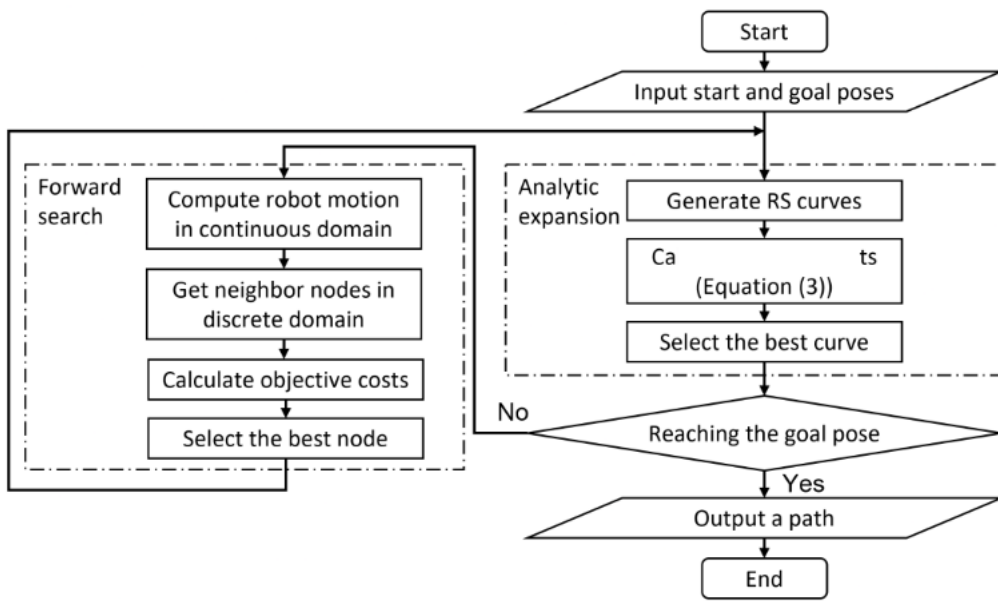 Start
Input start and goal poses
Forward
search
Compute robot motion
in continuous domain
Get neighbor nodes in
discrete domain
Calculate objective costs
Select the best node
Analytic
expansion
Generate RS curves
Ca ts
(Equation (3))
Select the best curve
No
Reaching the goal pose
Yes
Output a path
End